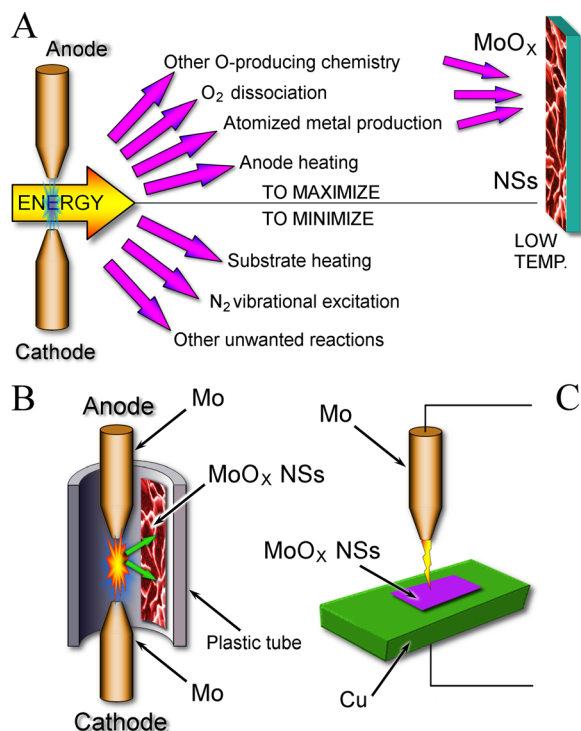 A
Anode
Other O-producing chemistry
O2 dissociation
Atomized metal production
Anode heating
MoOX
ENERGY
TO MAXIMIZE
TO MINIMIZE
NSs
LOW
TEMP.
Substrate heating
N2 vibrational excitation
Other unwanted reactions
Cathode
B
Anode
Mo
MoOX NSs
Plastic tube
Mo
Cathode
C
Mo
MoOX NSs
Cu